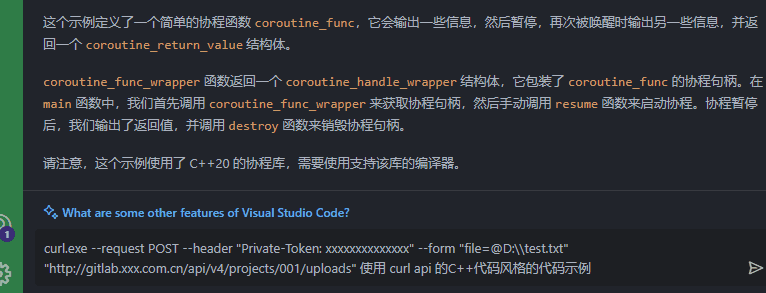 这个示例定义了一个简单的协程函数 coroutine_func，它会输出一些信息，然后暂停，再次被唤醒时输出另一些信息，并返
回一个 coroutine_return_value 结构体。
coroutine_func_wrapper 函数返回一个 coroutine_handle_wrapper 结构体，它包装了 coroutine_func 的协程句柄。在
main 函数中，我们首先调用 coroutine_func_wrapper 来获取协程句柄，然后手动调用 resume 函数来启动协程。协程暂停
后，我们输出了返回值，并调用 destroy 函数来销毁协程句柄。
请注意，这个示例使用了 C++20 的协程库，需要使用支持该库的编译器。
What are some other features of Visual Studio Code?
curl.exe --request POST --header "Private-Token: xxxxxxxxxxxxxx" --form "file=@D:\\test.txt"
"http://gitlab.xxx.com.cn/api/v4/projects/001/uploads" 使用 curl api 的C++代码风格的代码示例
1